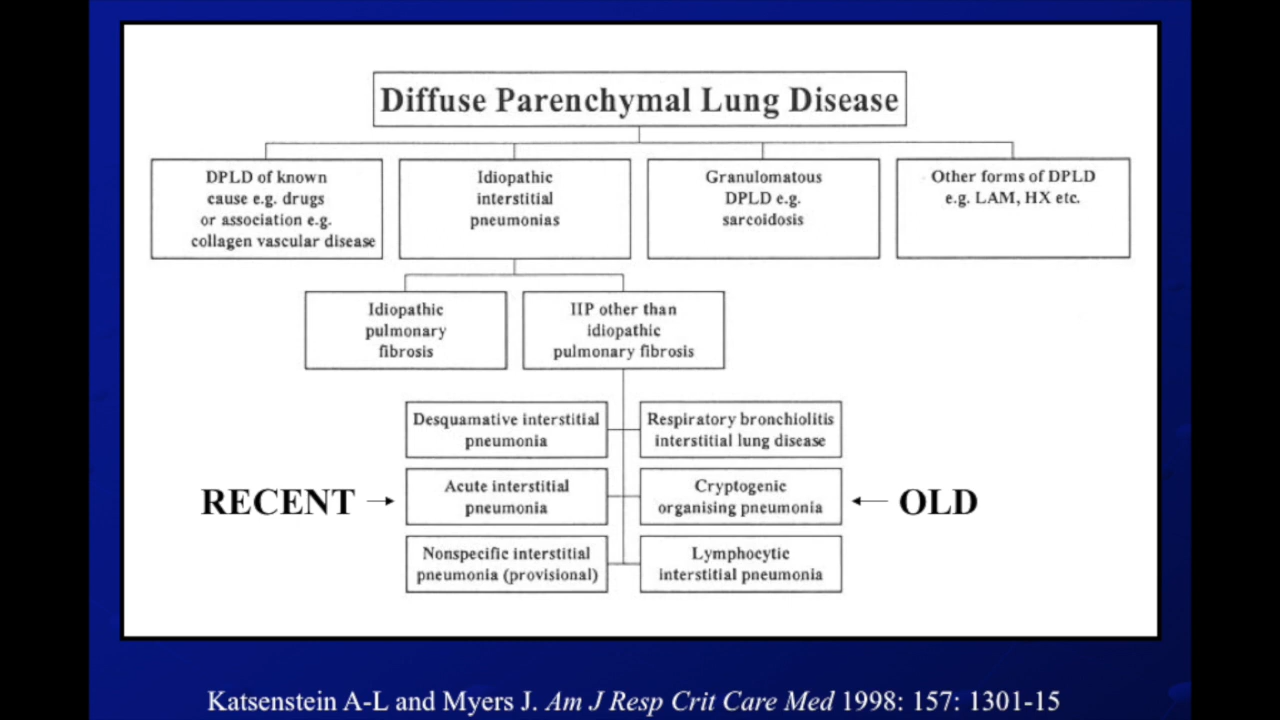 Diffuse Parenchymal Lung Disease
DPLD of known
cause e.g. drugs
or association e.g.
collagen vascular disease
Idiopathic
interstitial
pneumonias
Granulomatous
DPLD e.g.
sarcoidosis
Other forms of DPLD
e.g. LAM, HX etc.
Idiopathic
pulmonary
fibrosis
IIP other than
idiopathic
pulmonary fibrosis
Desquamative interstitial
pneumonia
Respiratory bronchiolitis
interstitial lung disease
RECENT
Acute interstitial
pneumonia
Cryptogenic
organising pneumonia
OLD
Nonspecific interstitial
pneumonia (provisional)
Lymphocytic
interstitial pneumonia
Katsenstein A-L and Myers J. Am J Resp Crit Care Med 1998: 157: 1301-15